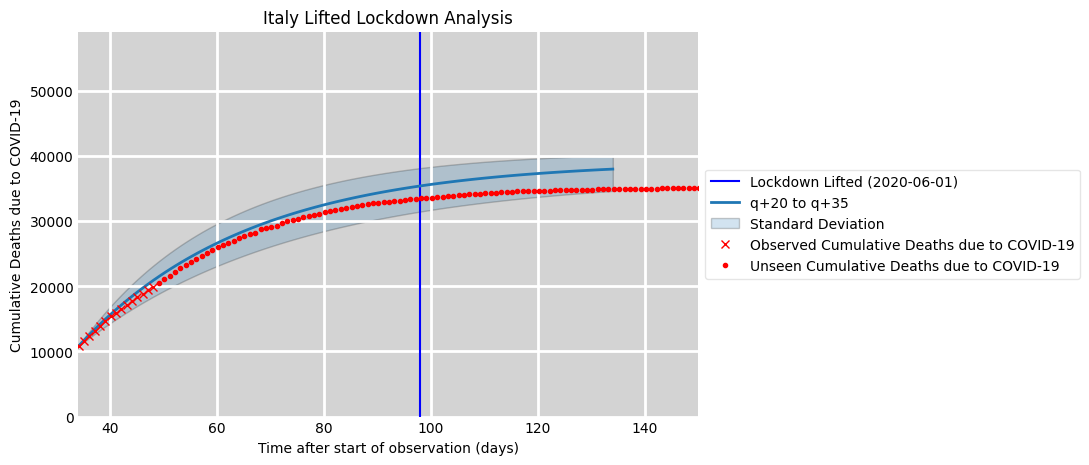 Italy Lifted Lockdown Analysis
Cumulative Deaths due to COVID-19
50000
40000
30000
20000
10000
0
40 60 80 100 120 140
Time after start of observation (days)
Lockdown Lifted (2020-06-01)
q+20 to q+35
Standard Deviation
Observed Cumulative Deaths due to COVID-19
Unseen Cumulative Deaths due to COVID-19